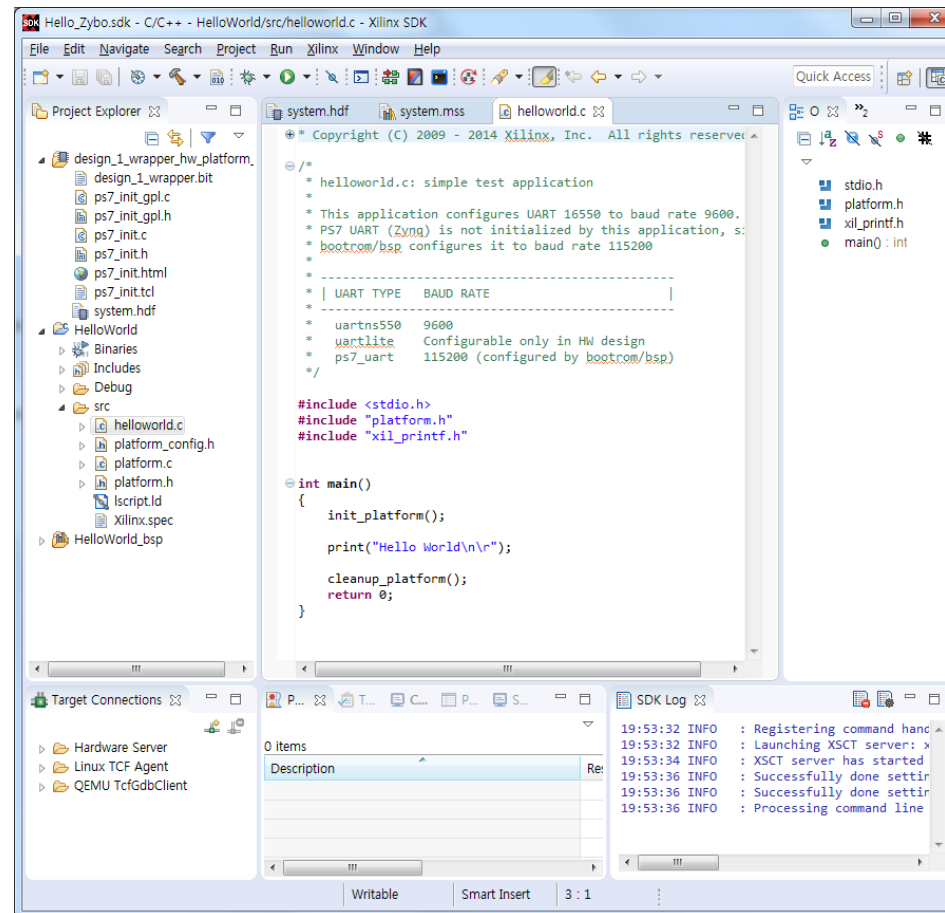 Hello_Zybo.sdk - C/C++ - HelloWorld/src/helloworld.c - Xilinx SDK
File Edit Navigate Search Project Run Xilinx Window Help
Quick Access
Project Explorer
design_1_wrapper_hw_platform_
design_1_wrapper.bit
ps7_init_gpl.c
ps7_init_gpl.h
ps7_init.c
ps7_init.h
ps7_init.html
ps7_init.tcl
system.hdf
HelloWorld
Binaries
Includes
Debug
src
helloworld.c
platform_config.h
platform.c
platform.h
lscript.ld
Xilinx.spec
HelloWorld_bsp
system.hdf system.mss helloworld.c
* Copyright (C) 2009 - 2014 Xilinx, Inc. All rights reserved
/*
* helloworld.c: simple test application
*
* This application configures UART 16550 to baud rate 9600.
* PS7 UART (Zynq) is not initialized by this application, si
* bootrom/bsp configures it to baud rate 115200
*
* ------------------------------------------------
* | UART TYPE BAUD RATE |
* ------------------------------------------------
* uartns550 9600
* uartlite Configurable only in HW design
* ps7_uart 115200 (configured by bootrom/bsp)
*/
#include <stdio.h>
#include "platform.h"
#include "xil_printf.h"
int main()
{
init_platform();
print("Hello World\n\r");
cleanup_platform();
return 0;
}
O
stdio.h
platform.h
xil_printf.h
main() : int
Target Connections
Hardware Server
Linux TCF Agent
QEMU TcfGdbClient
P... T... C... P... S...
0 items
Description Re
SDK Log
19:53:32 INFO : Registering command hand
19:53:32 INFO : Launching XSCT server: x
19:53:34 INFO : XSCT server has started
19:53:36 INFO : Successfully done settin
19:53:36 INFO : Successfully done settin
19:53:36 INFO : Processing command line
Writable Smart Insert 3 : 1